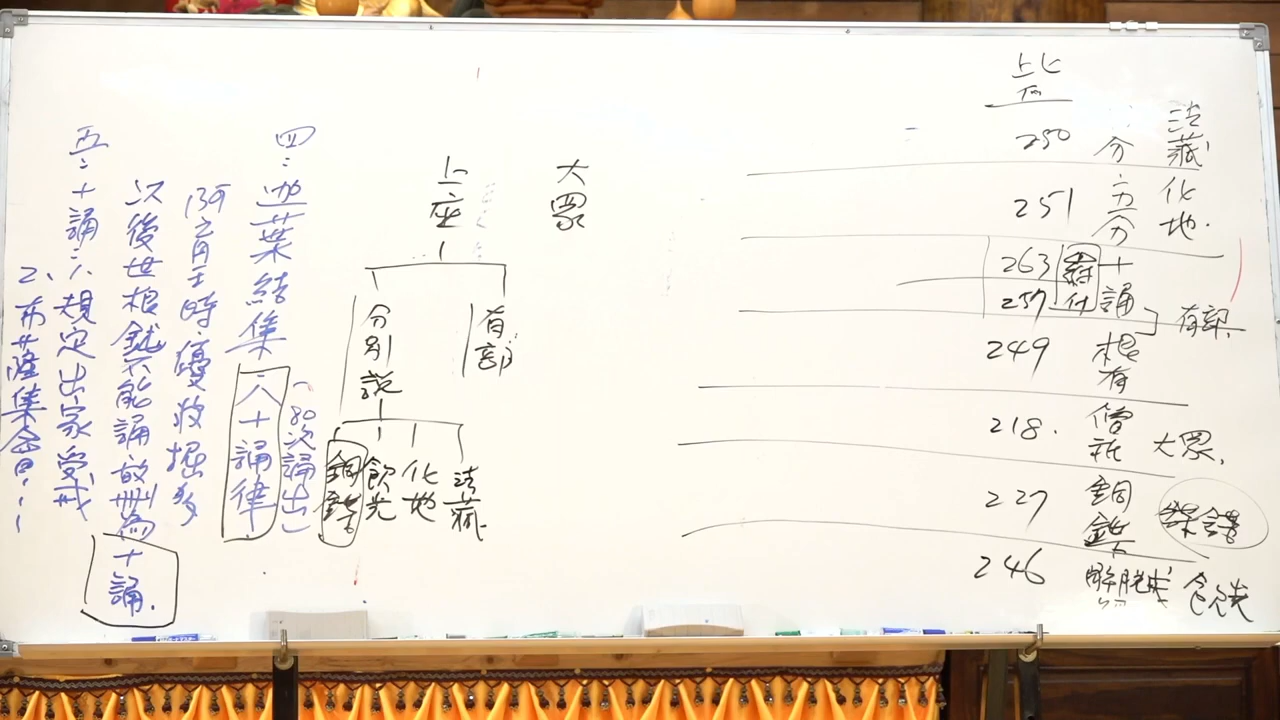 法藏
四分
250
化地
五分
251
十誦
263
257
有部
根有
249
僧祇
218
大眾
銅鍱
227
解脫戒
246
飲光
大眾
上座
有部
分別說
法藏
化地
飲光
銅鍱
四:迦葉結集八十誦律
(80次誦出)
阿育王時優波掘多
次後世根鈍不能誦故刪為十誦.
五:十誦:1.規定出家受戒
2、布薩集會日